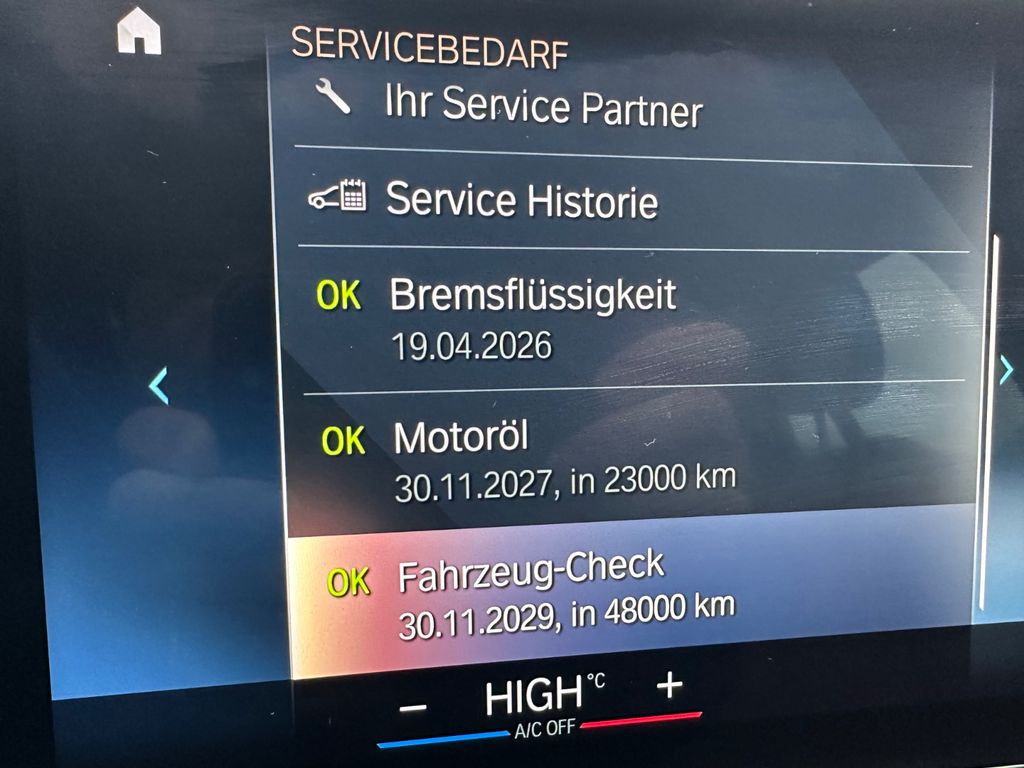 SERVICEBEDARF
Ihr Service Partner
Service Historie
OK Bremsflüssigkeit
19.04.2026
OK Motoröl
30.11.2027, in 23000 km
OK Fahrzeug-Check
30.11.2029, in 48000 km
− HIGH °C +
A/C OFF